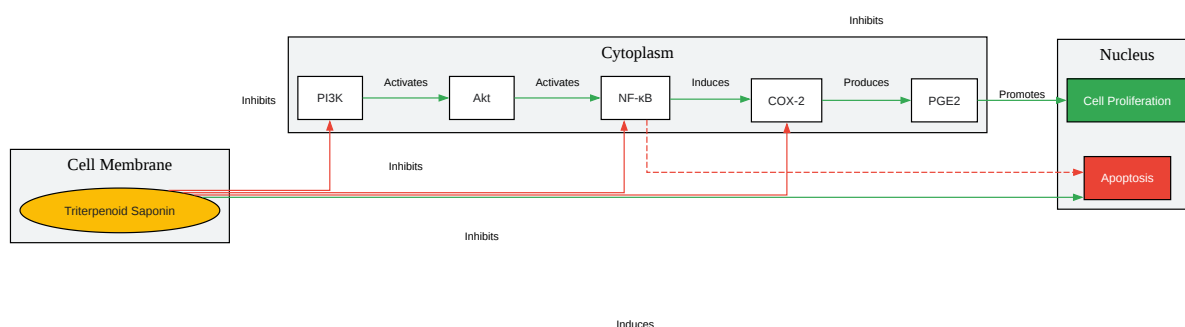 Inhibits
Cytoplasm
Nucleus
Activates
Activates
Induces
Produces
Promotes
Inhibits
PI3K
Akt
NF-κB
COX-2
PGE2
Cell Proliferation
Cell Membrane
Inhibits
Apoptosis
Triterpenoid Saponin
Inhibits
Induces